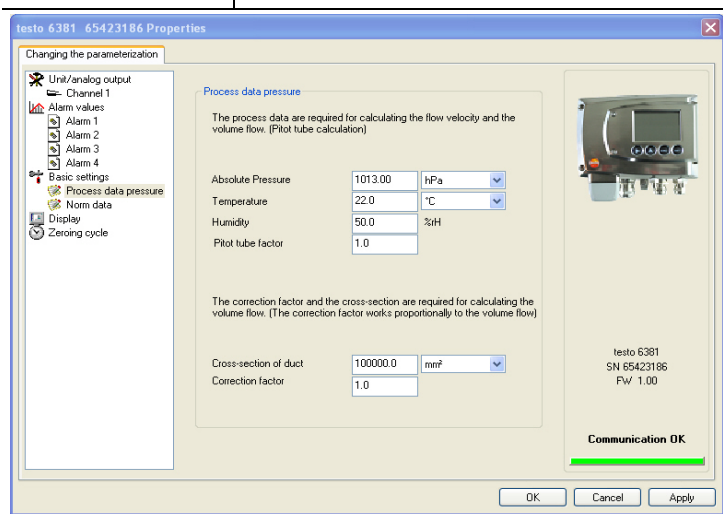 testo 6381 65423186 Properties
Changing the parameterization
Unit/analog output
Channel 1
Alarm values
Alarm 1
Alarm 2
Alarm 3
Alarm 4
Basic settings
Process data pressure
Norm data
Display
Zeroing cycle
Process data pressure
The process data are required for calculating the flow velocity and the
volume flow. (Pitot tube calculation)
Absolute Pressure 1013.00 hPa
Temperature 22.0 °C
Humidity 50.0 %rH
Pitot tube factor 1.0
The correction factor and the cross-section are required for calculating the
volume flow. (The correction factor works proportionally to the volume flow)
Cross-section of duct 100000.0 mm²
Correction factor 1.0
testo 6381
SN 65423186
FW 1.00
Communication OK
OK Cancel Apply